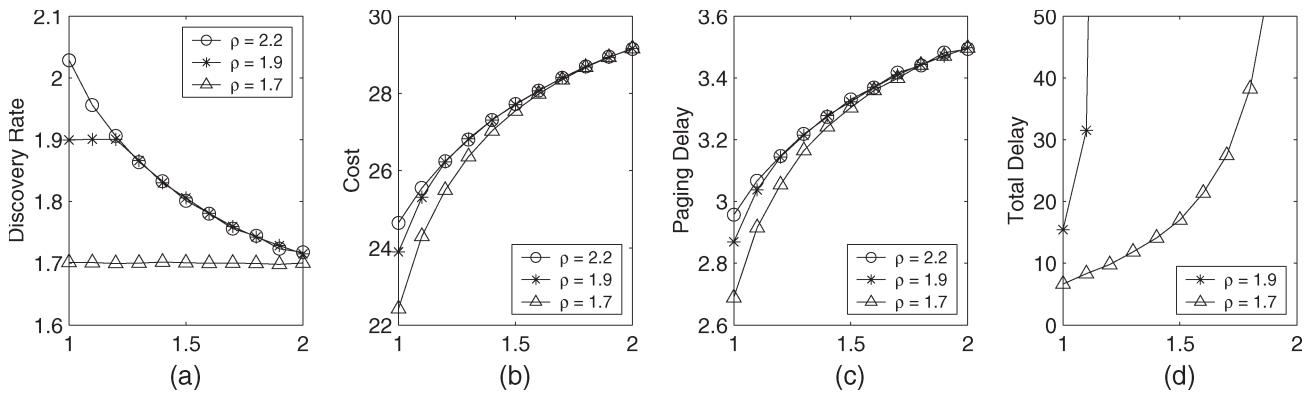 2.1
2
1.9
1.8
1.7
1.6
Discovery Rate
ρ = 2.2
ρ = 1.9
ρ = 1.7
1
1.5
2
(a)
30
28
26
24
22
Cost
ρ = 2.2
ρ = 1.9
ρ = 1.7
1
1.5
2
(b)
3.6
3.4
3.2
3
2.8
2.6
Paging Delay
ρ = 2.2
ρ = 1.9
ρ = 1.7
1
1.5
2
(c)
50
40
30
20
10
0
Total Delay
ρ = 1.9
ρ = 1.7
1
1.5
2
(d)